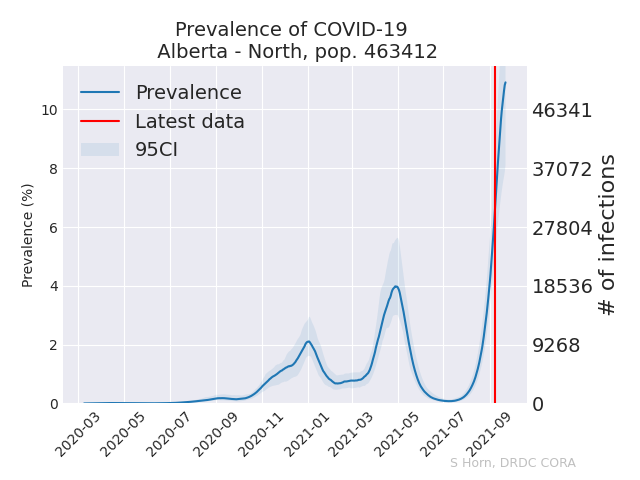 Prevalence of COVID-19
Alberta - North, pop. 463412
Prevalence
Latest data
95CI
Prevalence (%)
10
8
6
4
2
0
46341
37072
27804
18536
9268
0
# of infections
2020-03
2020-05
2020-07
2020-09
2020-11
2021-01
2021-03
2021-05
2021-07
2021-09
S Horn, DRDC CORA